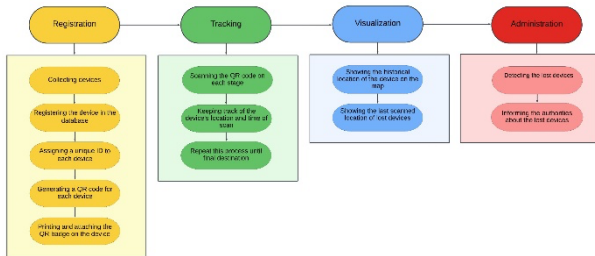 Registration
Tracking
Visualization
Administration
Collecting devices
Registering the device in the
database
Assigning a unique ID to
each device
Generating a QR code for
each device
Printing and attaching the
QR badge on the device
Scanning the QR code on
each stage
Keeping track of the
device's location and time of
scan
Repeat this process until
final destination
Showing the historical
location of the device on the
map
Showing the last scanned
location of lost devices
Detecting the lost devices
Informing the authorities
about the lost devices